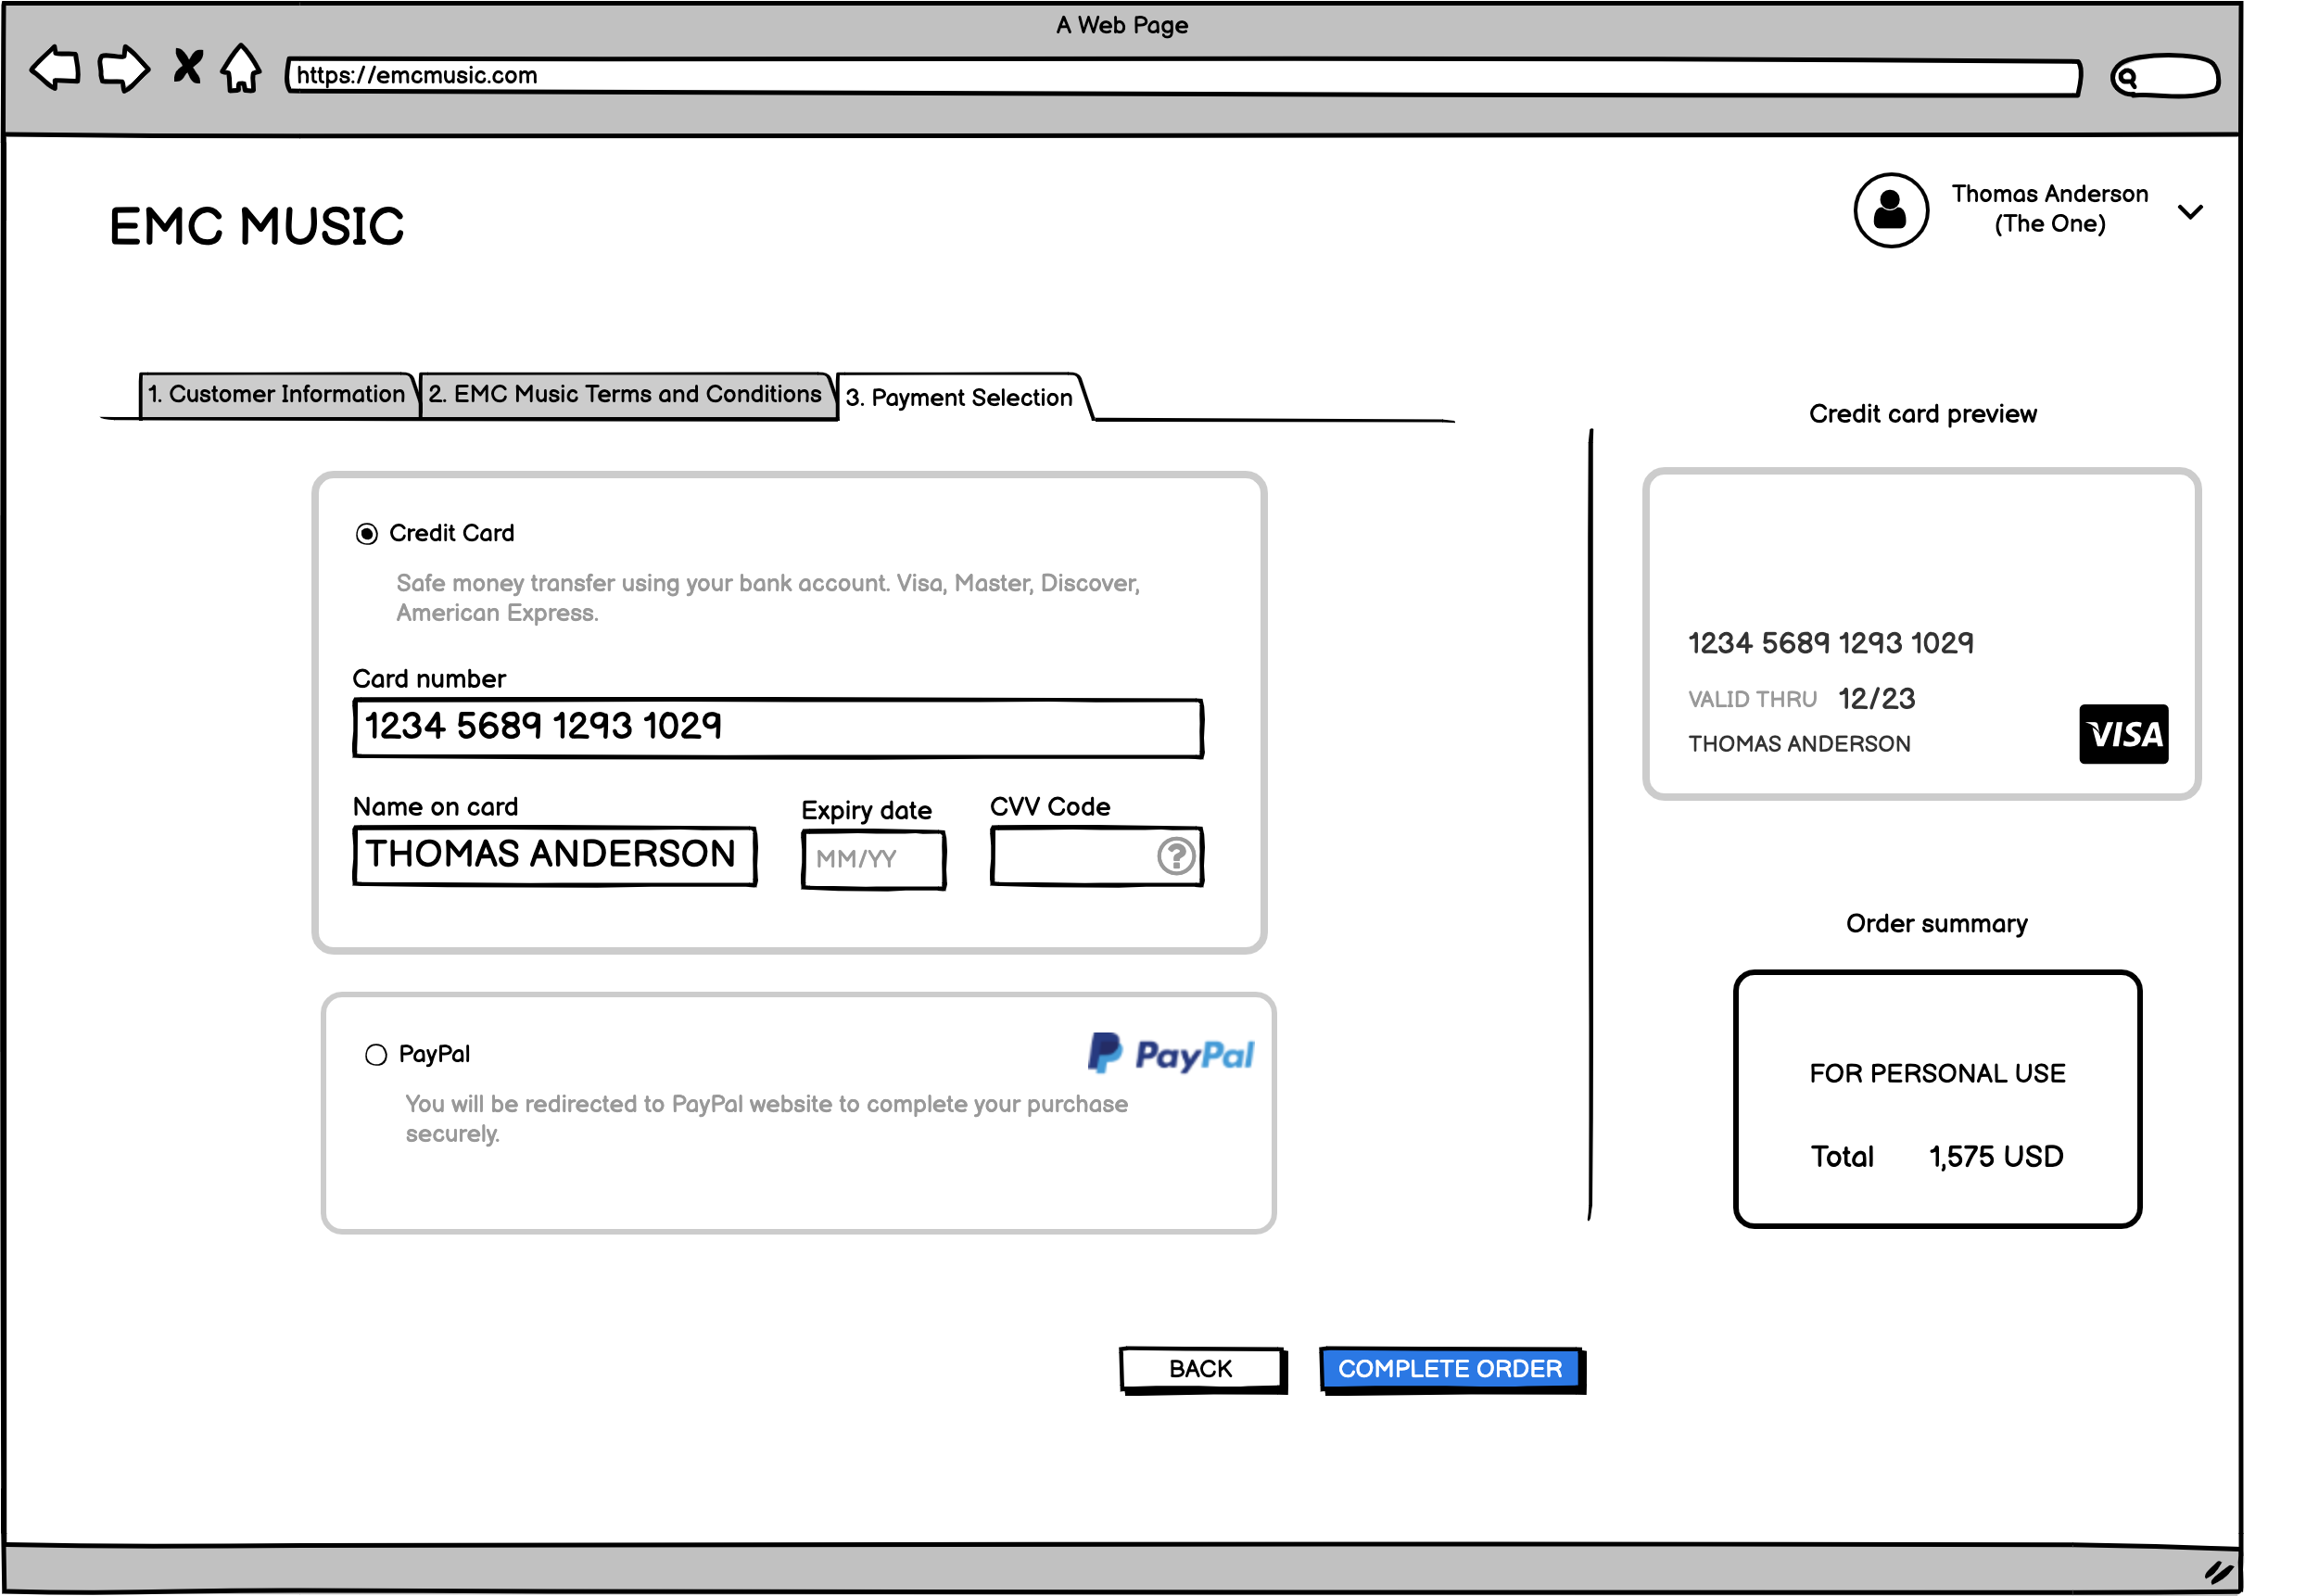 A Web Page
https://emcmusic.com
EMC MUSIC
Thomas Anderson
(The One)
1. Customer Information
2. EMC Music Terms and Conditions
3. Payment Selection
Credit Card
Safe money transfer using your bank account. Visa, Master, Discover,
American Express.
Card number
1234 5689 1293 1029
Name on card
THOMAS ANDERSON
Expiry date
MM/YY
CVV Code
?
PayPal
PayPal
You will be redirected to PayPal website to complete your purchase
securely.
Credit card preview
1234 5689 1293 1029
VALID THRU 12/23
THOMAS ANDERSON
VISA
Order summary
FOR PERSONAL USE
Total 1,575 USD
BACK
COMPLETE ORDER